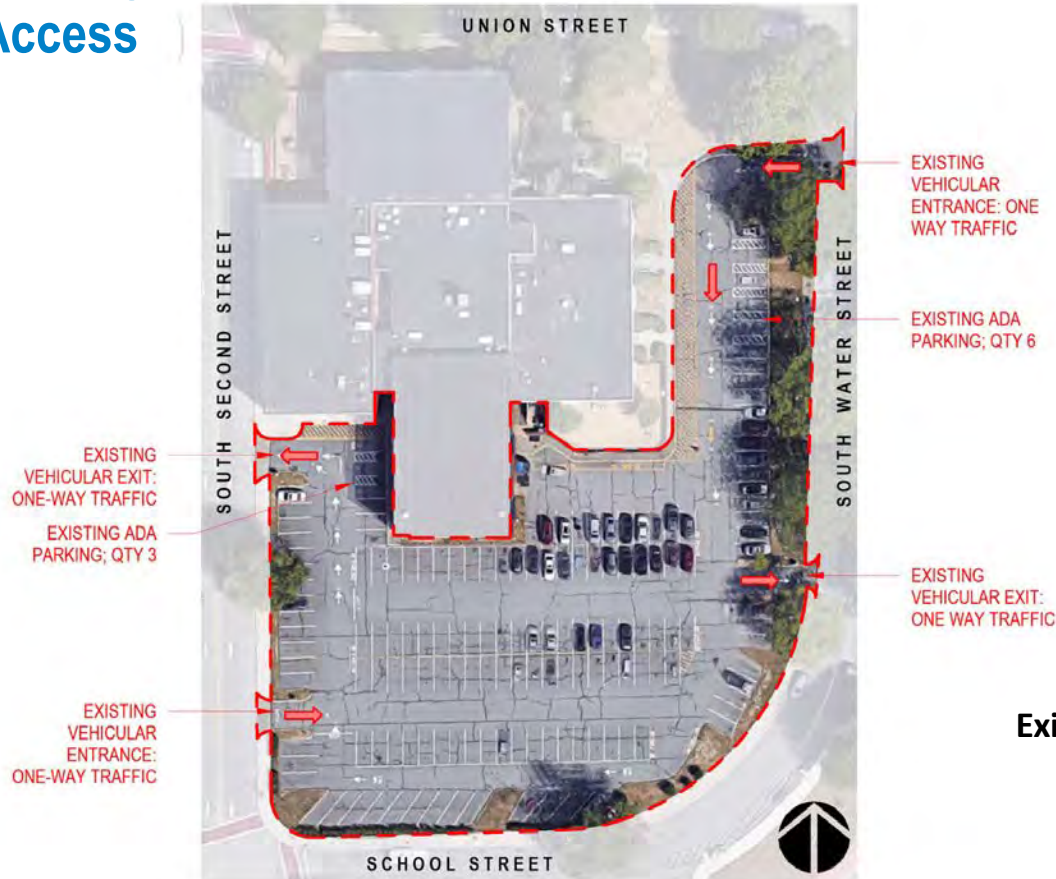 Access
UNION STREET
EXISTING
VEHICULAR
ENTRANCE: ONE
WAY TRAFFIC
SOUTH SECOND STREET
SOUTH WATER STREET
EXISTING ADA
PARKING; QTY 6
EXISTING
VEHICULAR EXIT:
ONE-WAY TRAFFIC
EXISTING ADA
PARKING; QTY 3
EXISTING
VEHICULAR EXIT:
ONE WAY TRAFFIC
EXISTING
VEHICULAR
ENTRANCE:
ONE-WAY TRAFFIC
Exi
SCHOOL STREET